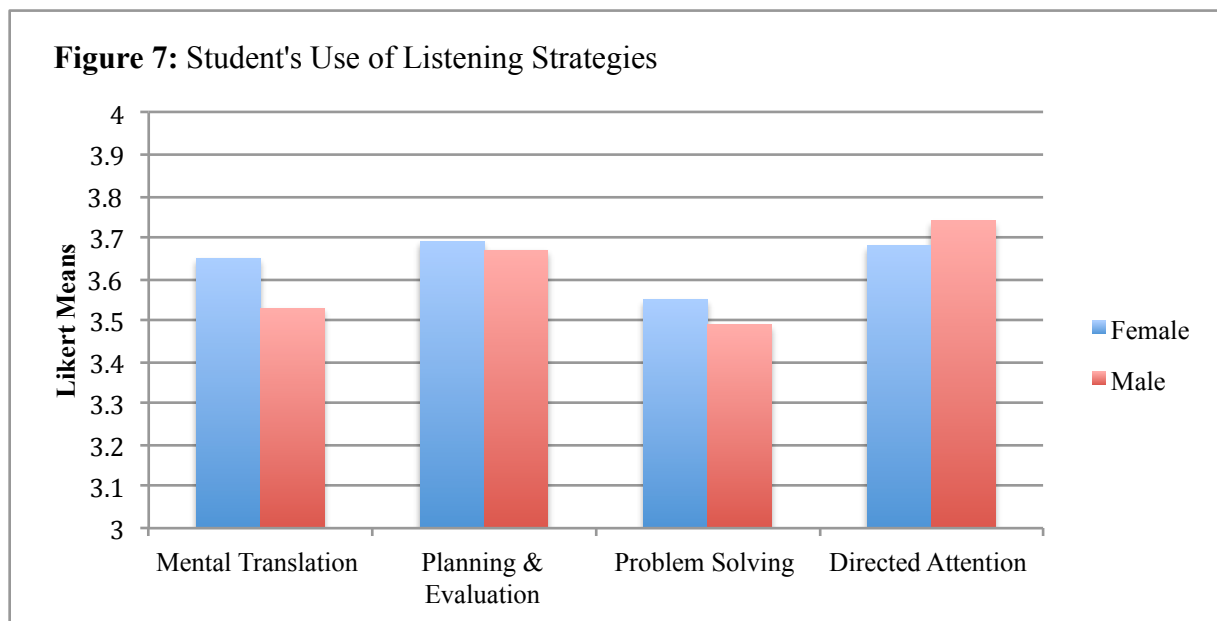 Figure 7: Student's Use of Listening Strategies
4
3.9
3.8
3.7
3.6
3.5
3.4
3.3
3.2
3.1
3
Likert Means
Mental Translation
Planning &
Evaluation
Problem Solving
Directed Attention
Female
Male